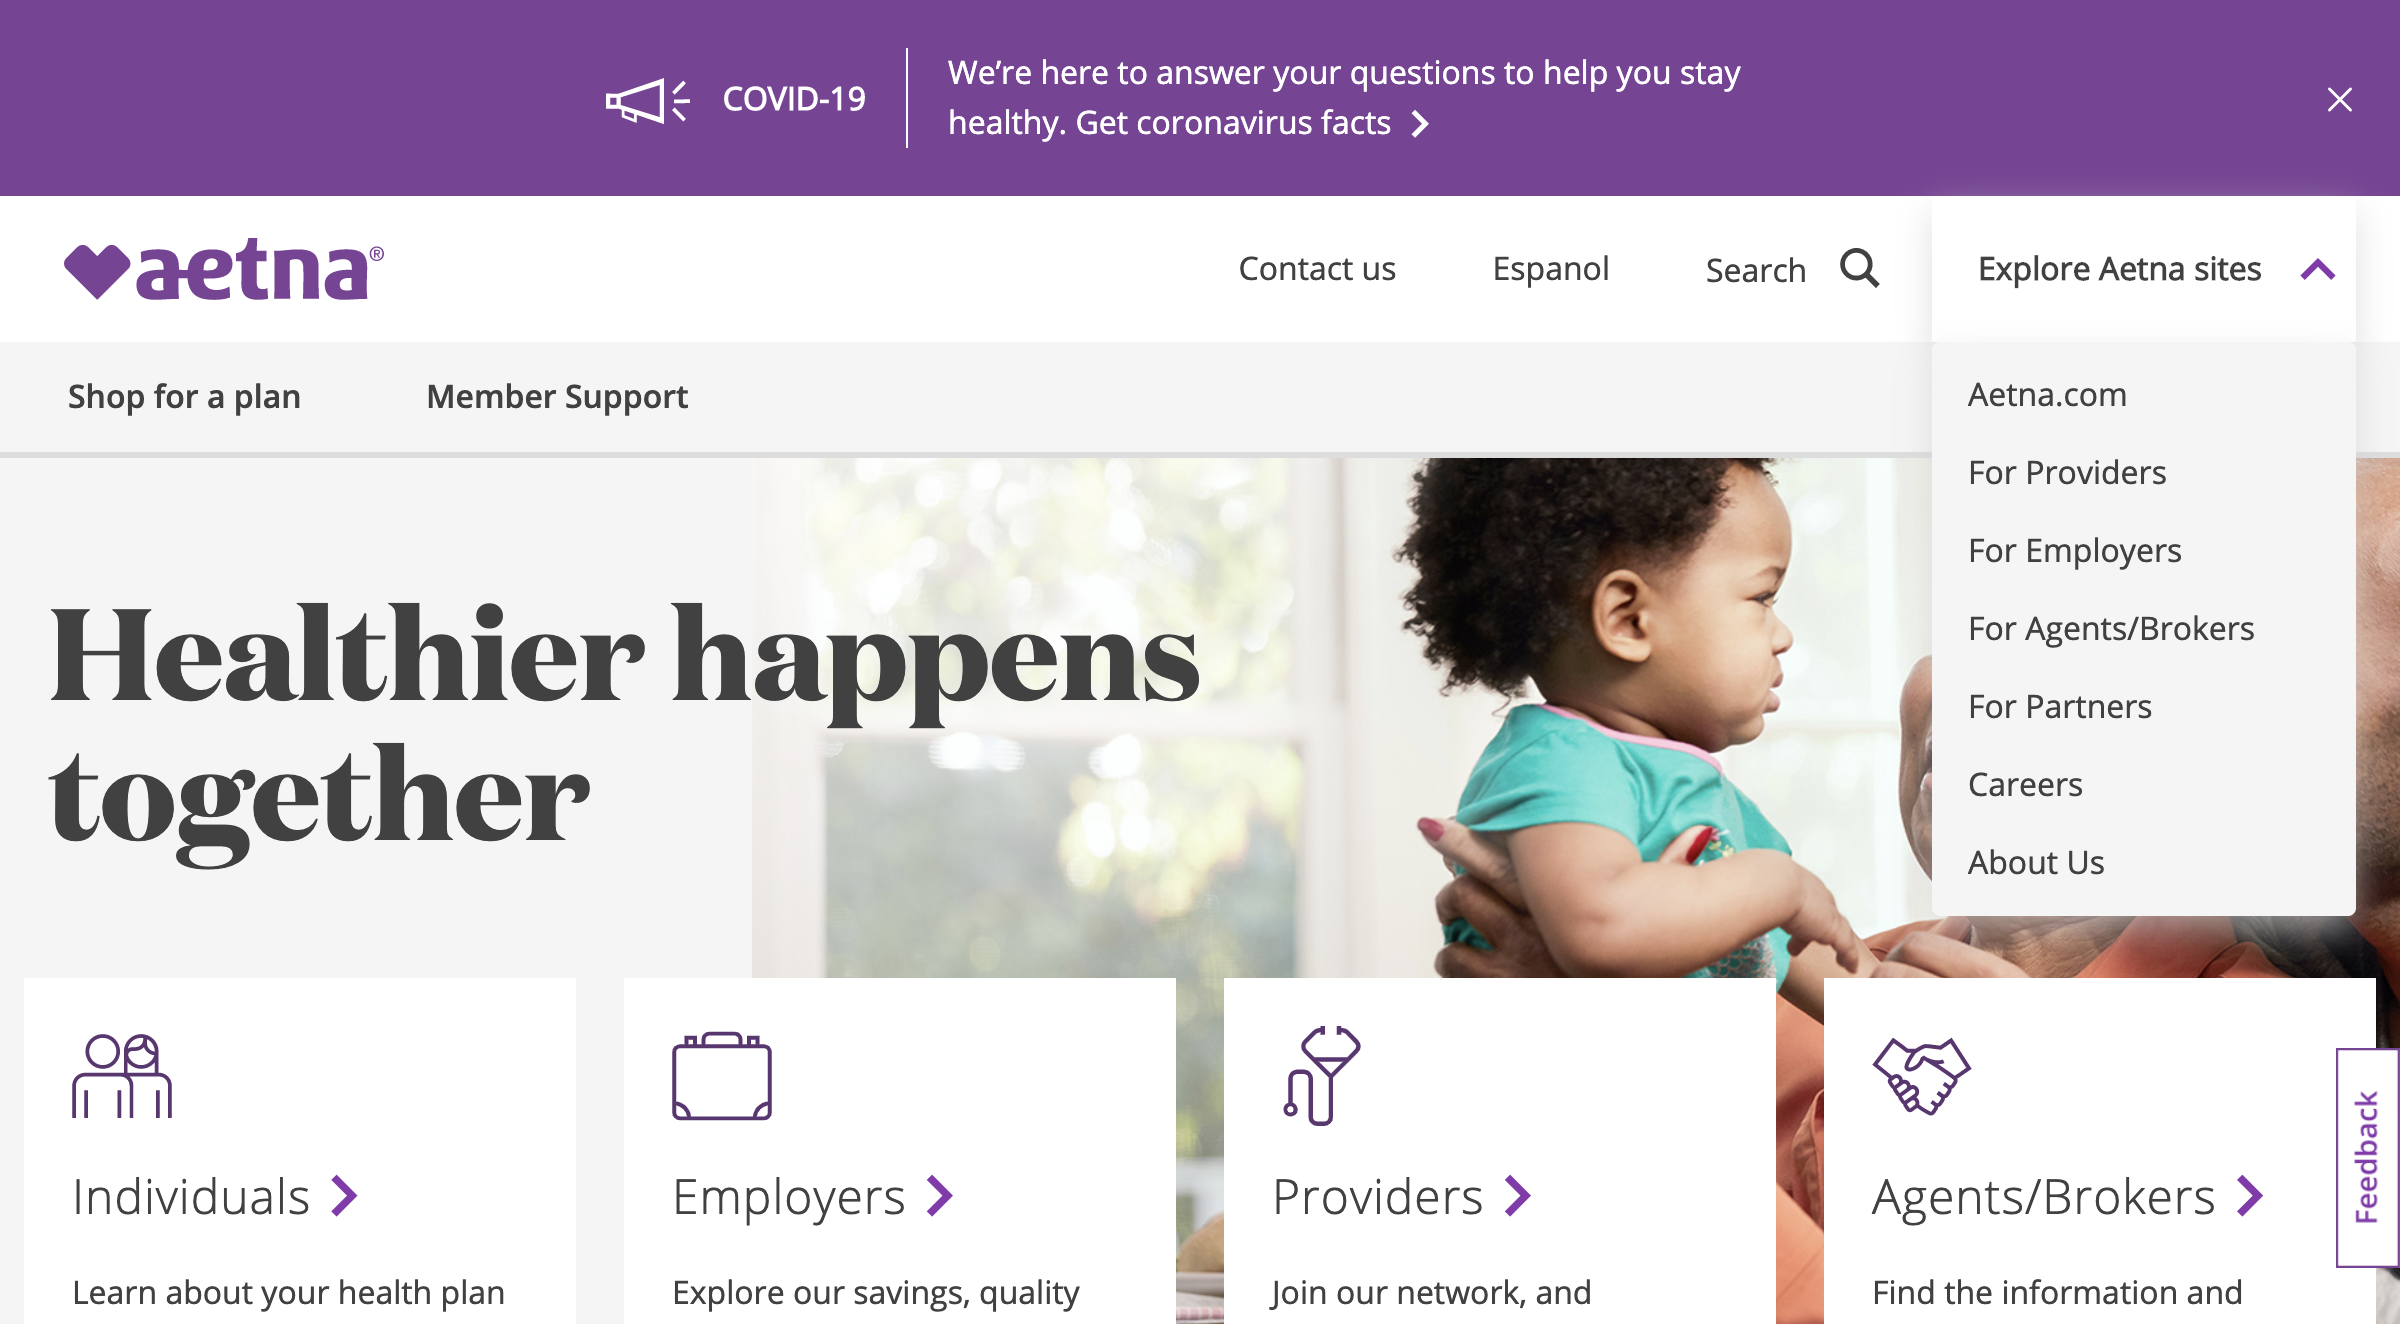 COVID-19
We’re here to answer your questions to help you stay
healthy. Get coronavirus facts
aetna®
Contact us
Espanol
Search
Explore Aetna sites
Shop for a plan
Member Support
Aetna.com
For Providers
For Employers
For Agents/Brokers
For Partners
Careers
About Us
Healthier happens
together
Individuals
Learn about your health plan
Employers
Explore our savings, quality
Providers
Join our network, and
Agents/Brokers
Find the information and
Feedback